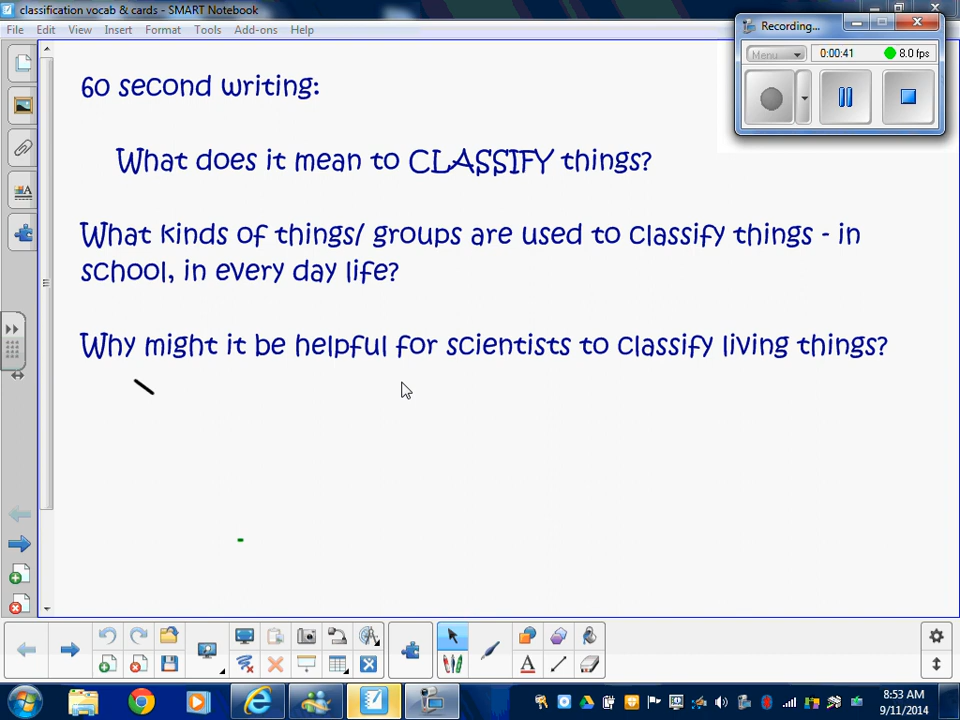 classification vocab & cards - SMART Notebook
File Edit View Insert Format Tools Add-ons Help
Recording...
Menu
0:00:41
8.0 fps
60 second writing:
What does it mean to CLASSIFY things?
What kinds of things/ groups are used to classify things - in
school, in every day life?
Why might it be helpful for scientists to classify living things?
8:53 AM
9/11/2014